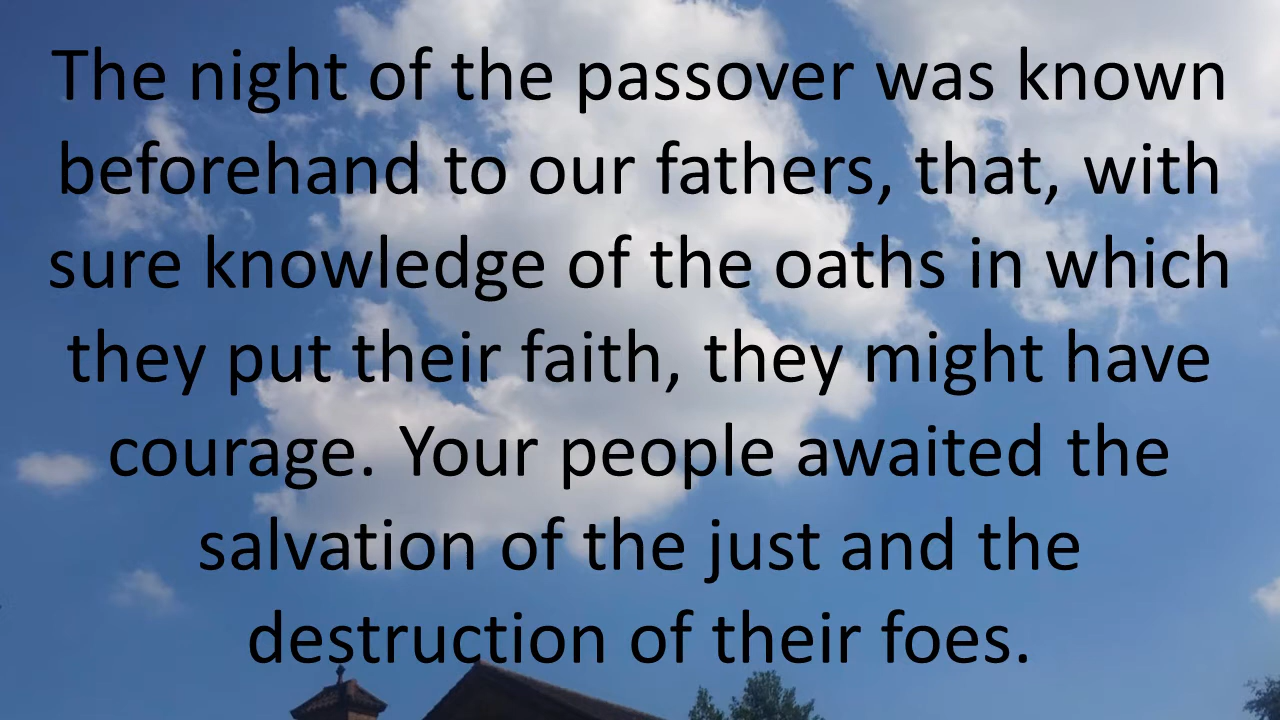 The night of the passover was known
beforehand to our fathers, that, with
sure knowledge of the oaths in which
they put their faith, they might have
courage. Your people awaited the
salvation of the just and the
destruction of their foes.